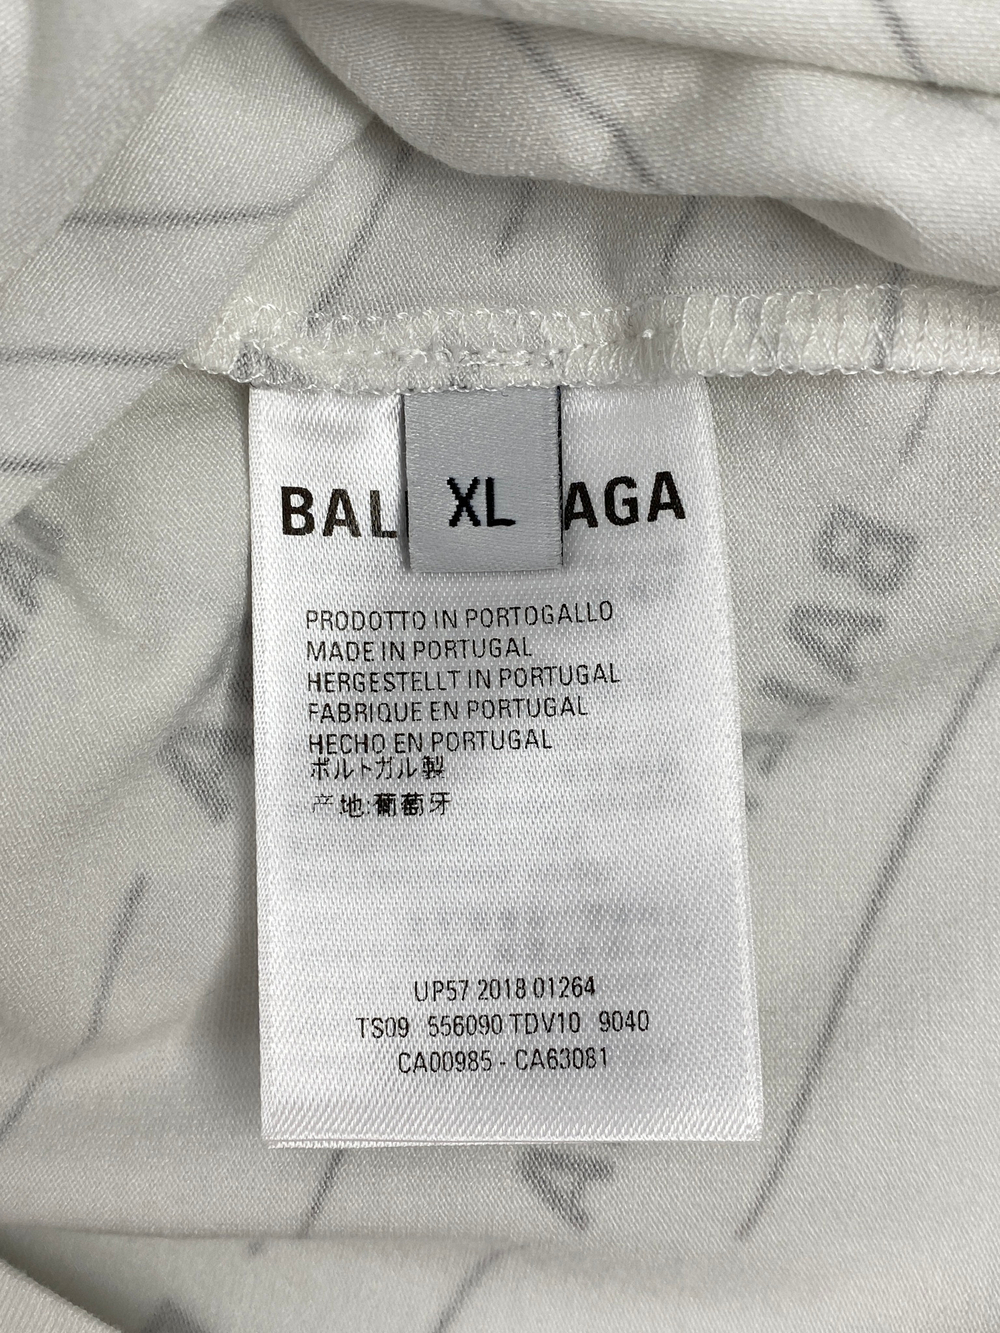 BAL XL AGA
PRODOTTO IN PORTOGALLO
MADE IN PORTUGAL
HERGESTELLT IN PORTUGAL
FABRIQUE EN PORTUGAL
HECHO EN PORTUGAL
ポルトガル製
产地:葡萄牙
UP57 2018 01264
TS09 556090 TDV10 9040
CA00985 - CA63081